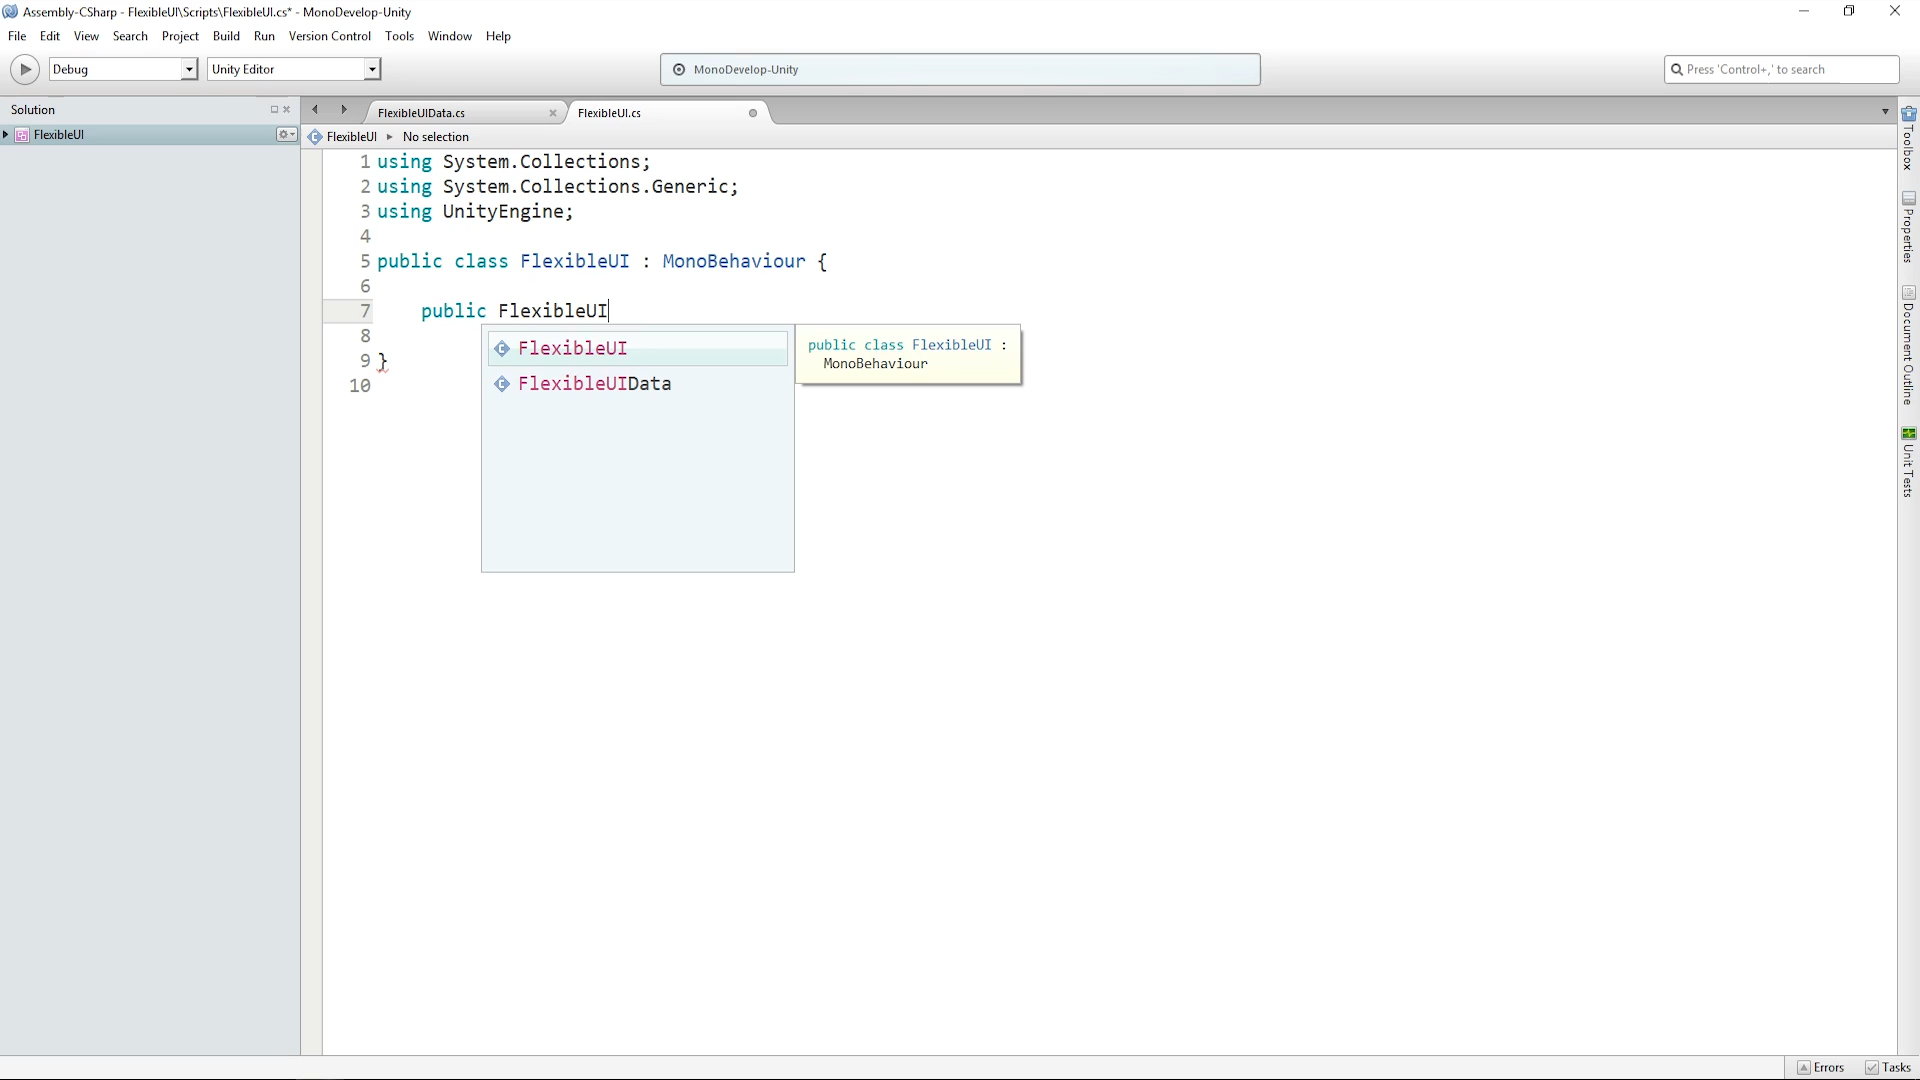 Assembly-CSharp - FlexibleUI\Scripts\FlexibleUI.cs* - MonoDevelop-Unity
File Edit View Search Project Build Run Version Control Tools Window Help
Debug Unity Editor MonoDevelop-Unity Press 'Control+,' to search
Solution FlexibleUIData.cs FlexibleUI.cs
FlexibleUI FlexibleUI No selection
1 using System.Collections;
2 using System.Collections.Generic;
3 using UnityEngine;
4
5 public class FlexibleUI : MonoBehaviour {
6
7 public FlexibleUI
8
9 }
10
FlexibleUI
FlexibleUIData
public class FlexibleUI :
MonoBehaviour
Toolbox
Properties
Document Outline
Unit Tests
Errors Tasks